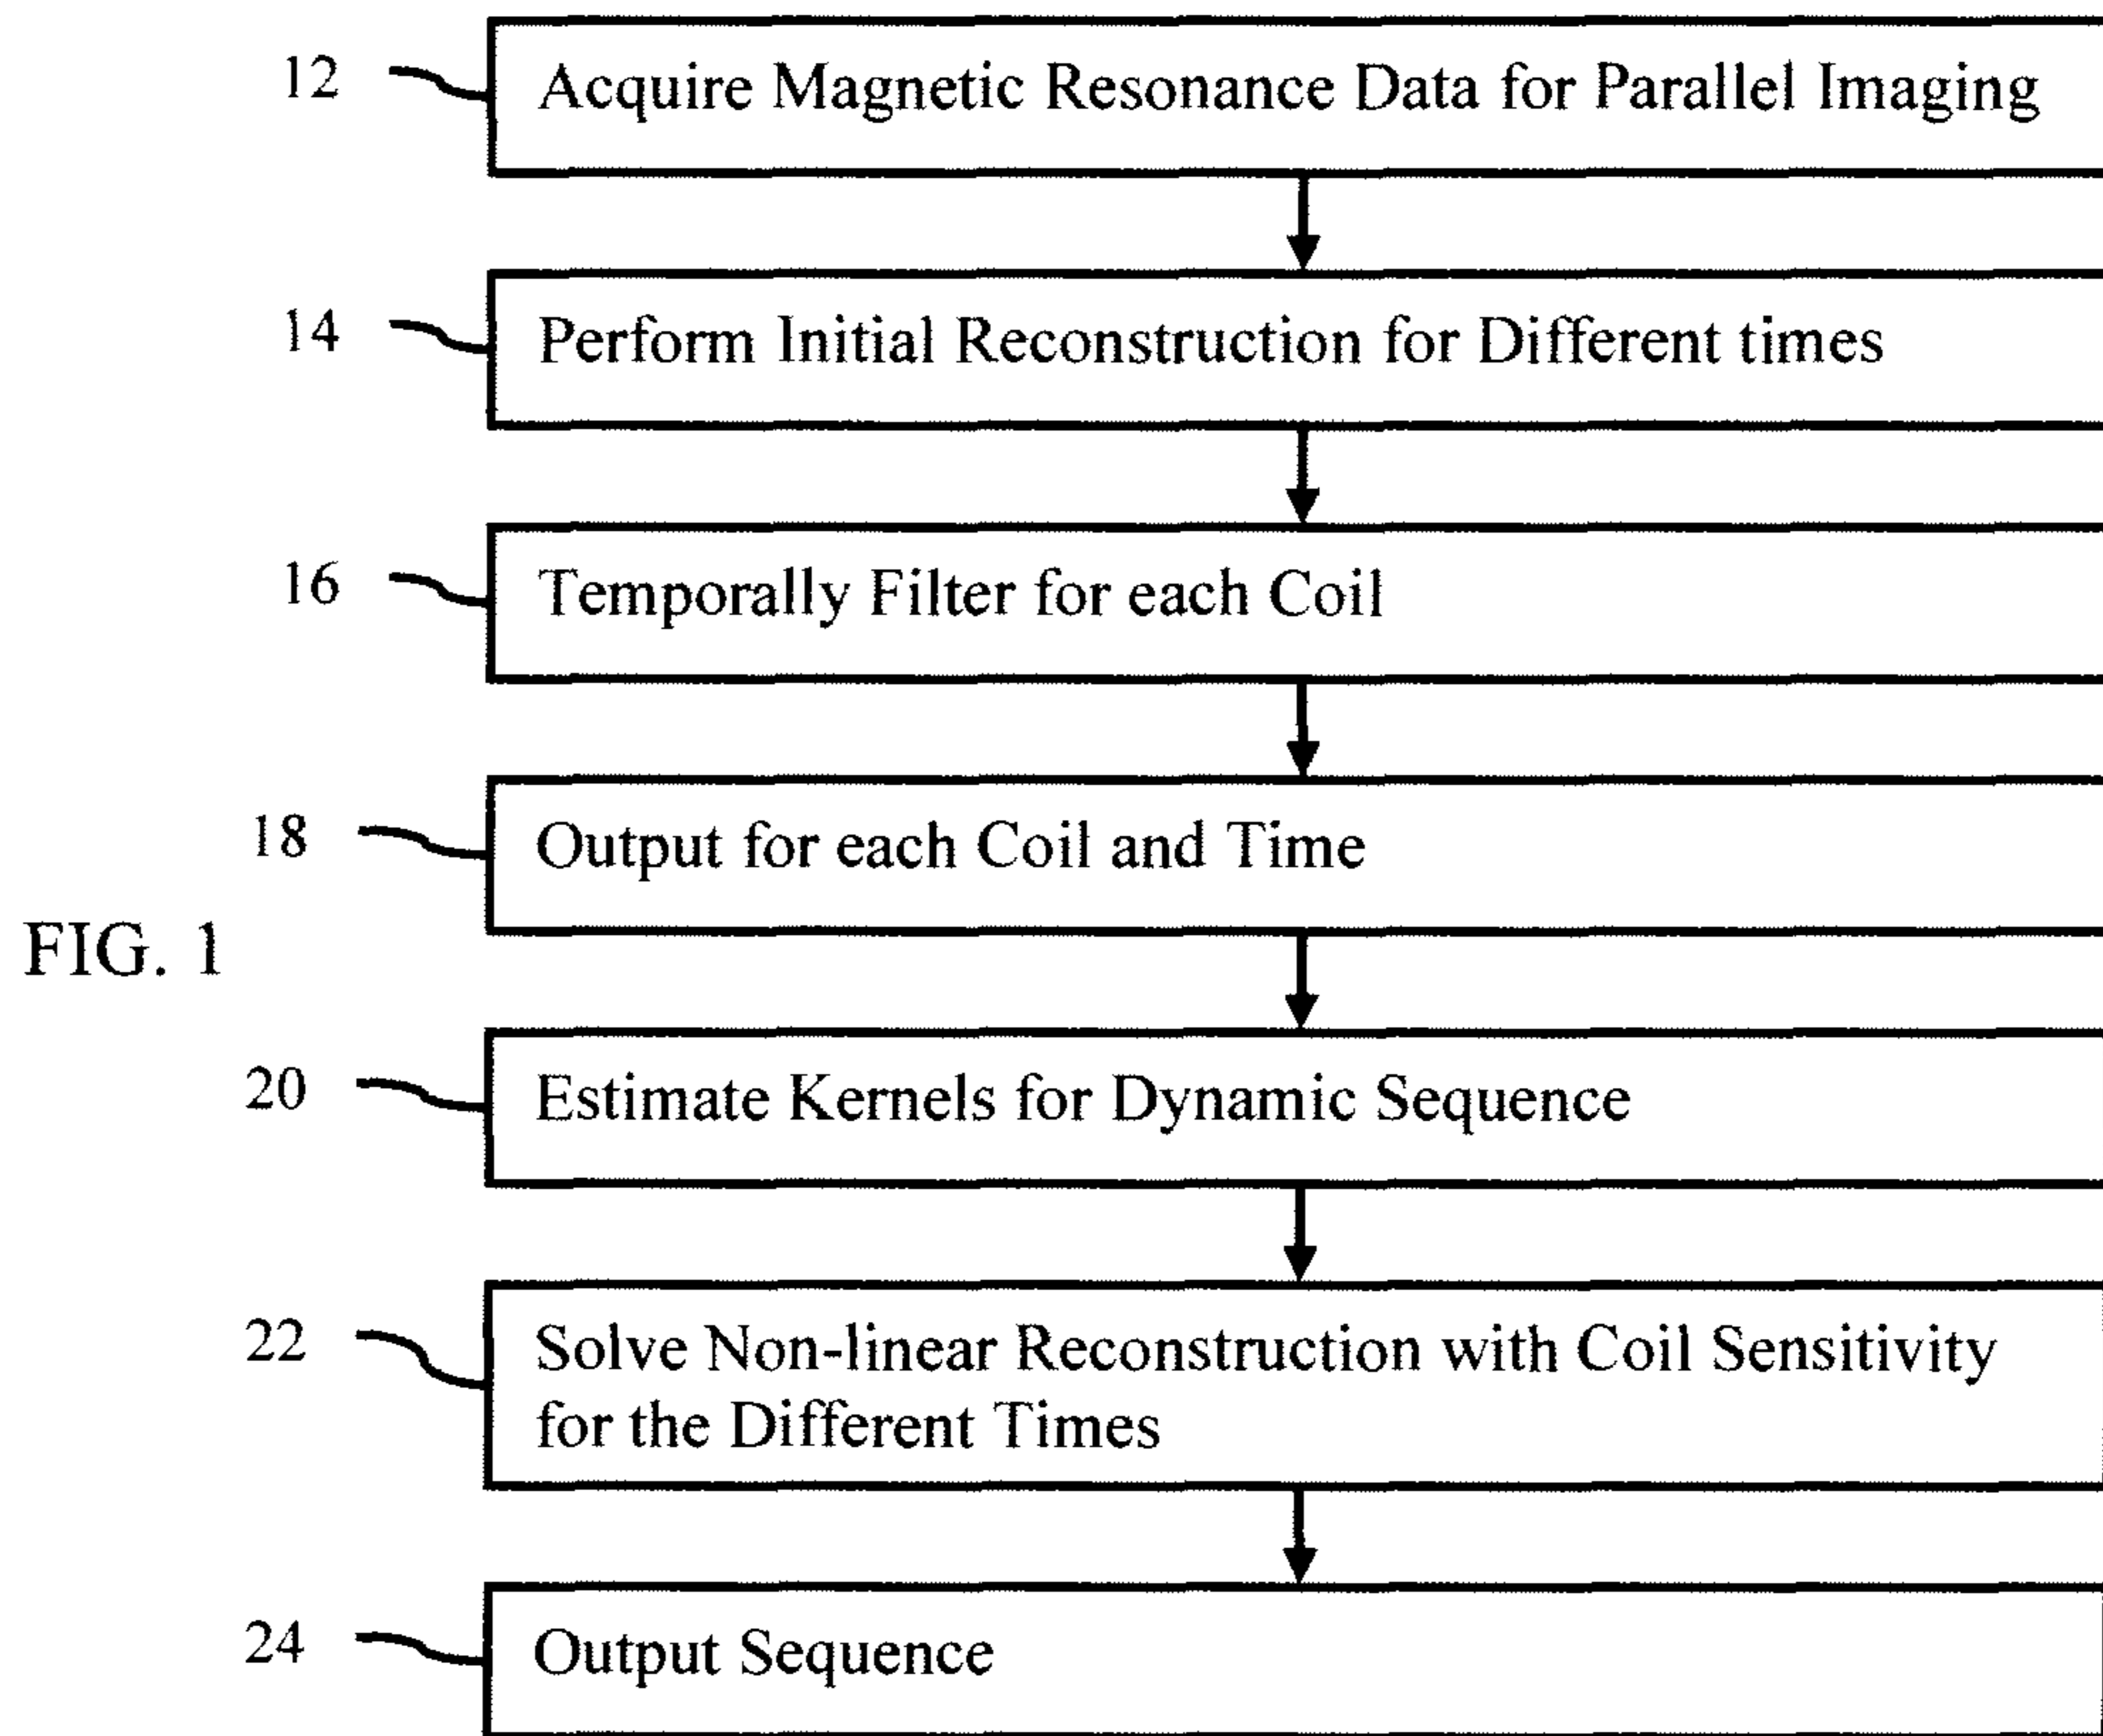 12 Acquire Magnetic Resonance Data for Parallel Imaging
14 Perform Initial Reconstruction for Different times
16 Temporally Filter for each Coil
18 Output for each Coil and Time
FIG. 1
20 Estimate Kernels for Dynamic Sequence
22 Solve Non-linear Reconstruction with Coil Sensitivity
for the Different Times
24 Output Sequence